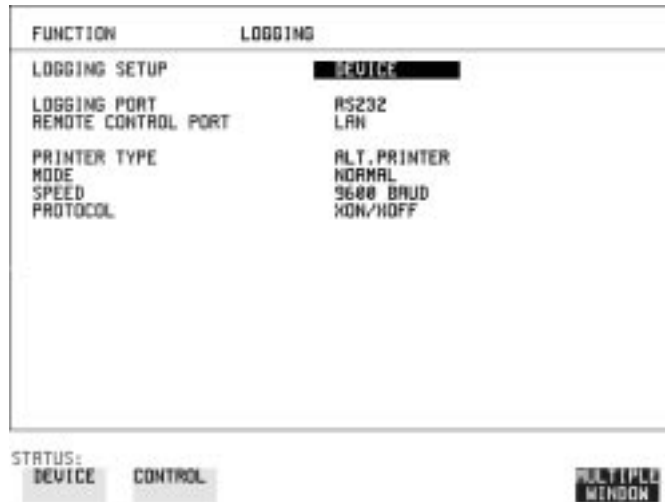 FUNCTION LOGGING
LOGGING SETUP DEVICE
LOGGING PORT RS232
REMOTE CONTROL PORT LAN
PRINTER TYPE ALT.PRINTER
MODE NORMAL
SPEED 9600 BAUD
PROTOCOL XON/XOFF
STATUS:
DEVICE CONTROL MULTIPLE
WINDOW